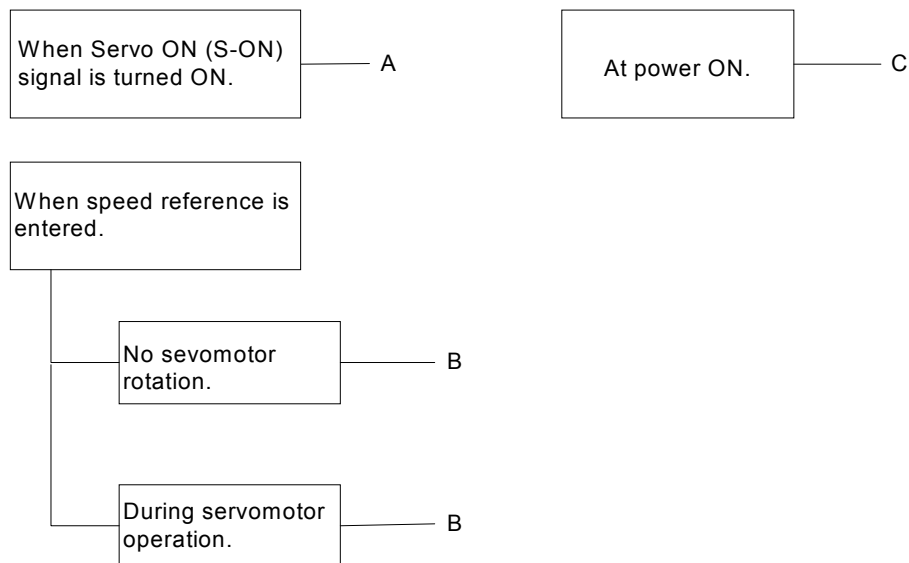 When Servo ON (S-ON)
signal is turned ON.
A
At power ON.
C
When speed reference is
entered.
No sevomotor
rotation.
B
During servomotor
operation.
B